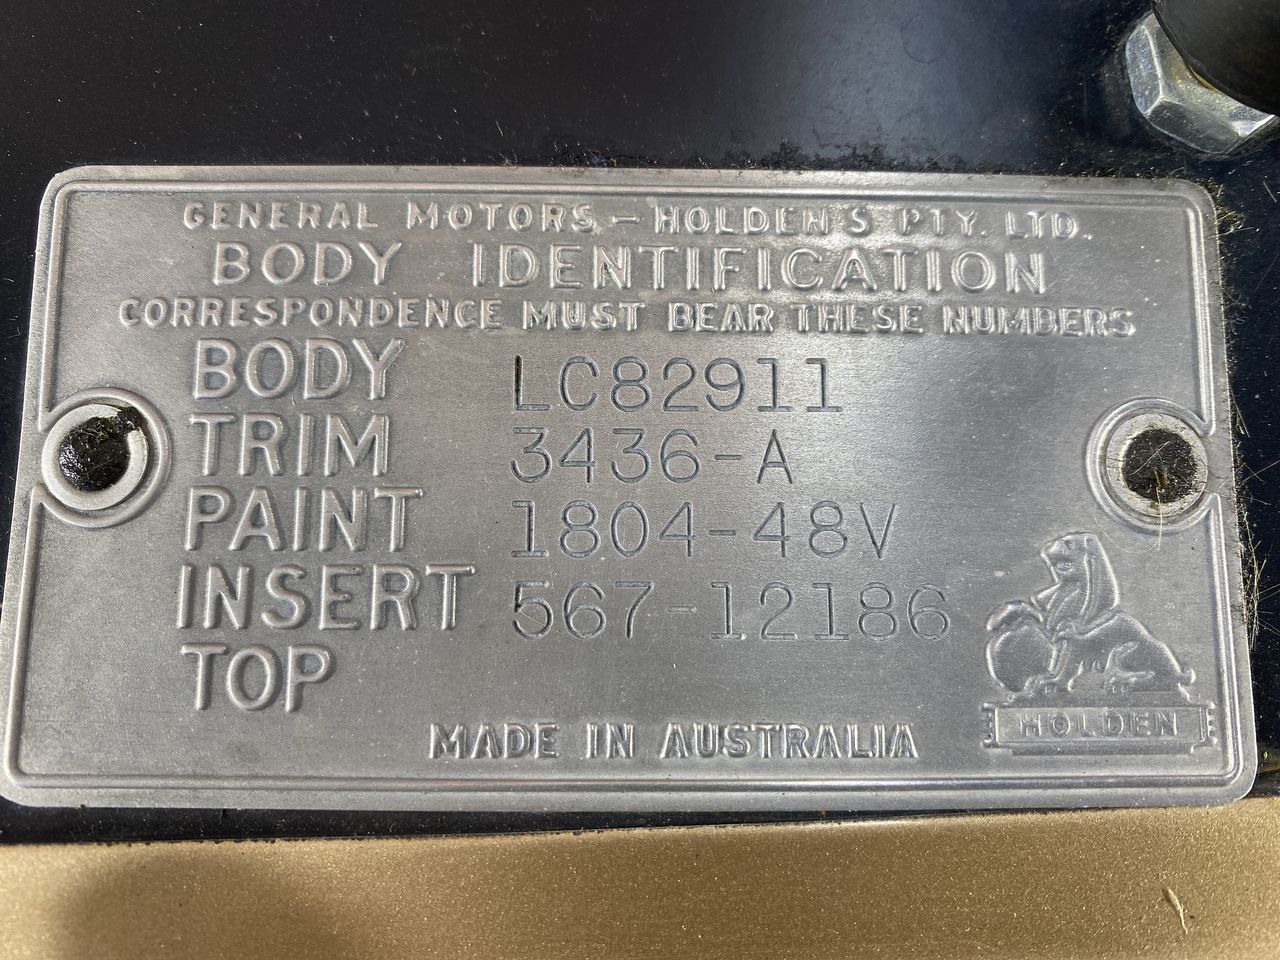 GENERAL MOTORS - HOLDEN'S PTY. LTD.
BODY IDENTIFICATION
CORRESPONDENCE MUST BEAR THESE NUMBERS
BODY LC82911
TRIM 3436-A
PAINT 1804-48V
INSERT 567-12186
TOP
HOLDEN
MADE IN AUSTRALIA